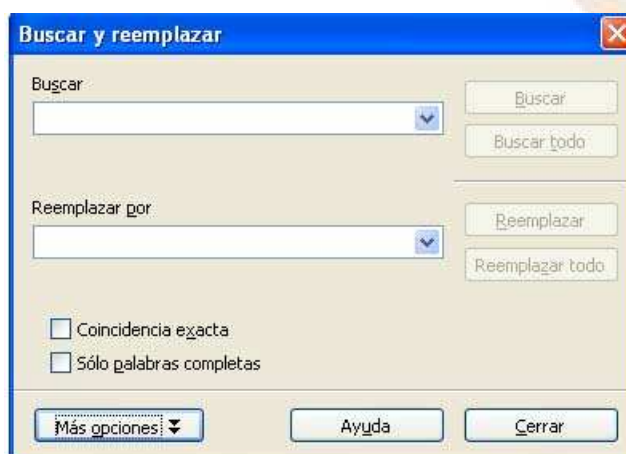 Buscar y reemplazar
Buscar
Buscar
Buscar todo
Reemplazar por
Reemplazar
Reemplazar todo
Coincidencia exacta
Sólo palabras completas
Más opciones
Ayuda
Cerrar